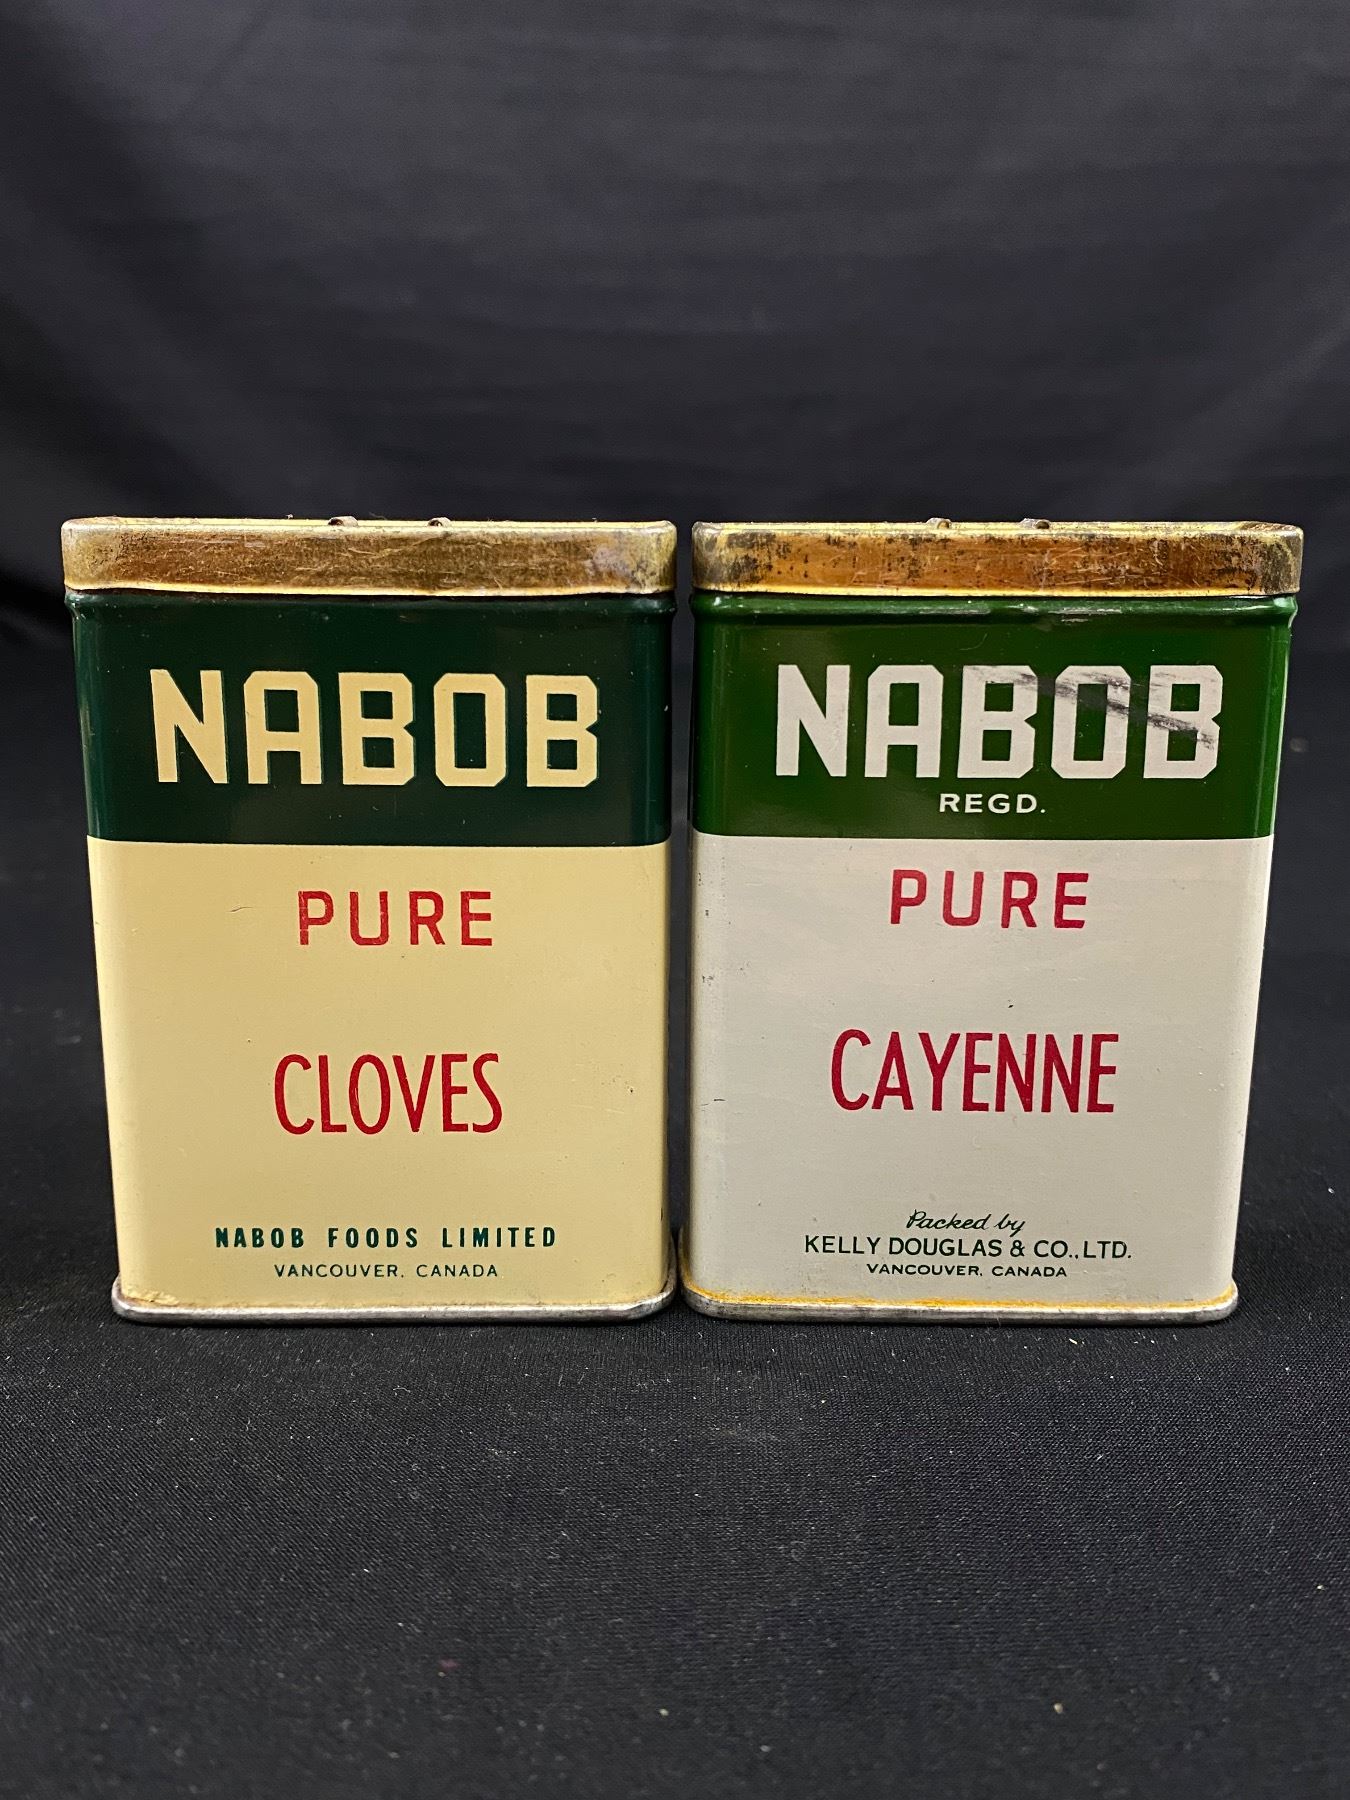 NABOB
PURE
CLOVES
NABOB FOODS LIMITED
VANCOUVER, CANADA
NABOB
REGD.
PURE
CAYENNE
Packed by
KELLY DOUGLAS & CO., LTD.
VANCOUVER, CANADA